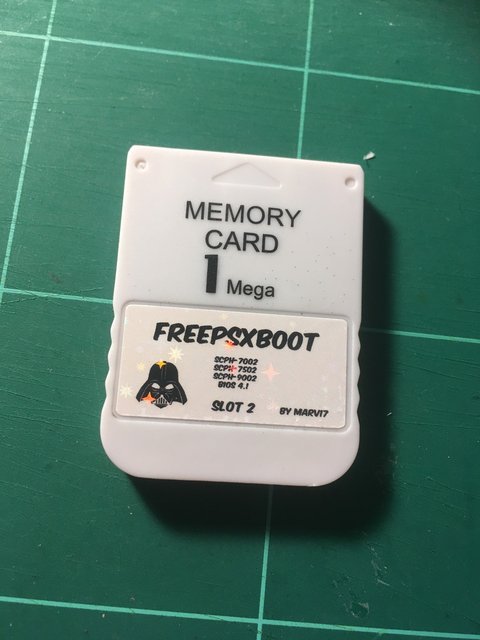 MEMORY
CARD
1 Mega
FREEPSXBOOT
SCPH-7002
SCPH-7502
SCPH-9002
BIOS 4.1
SLOT 2
BY MARV17